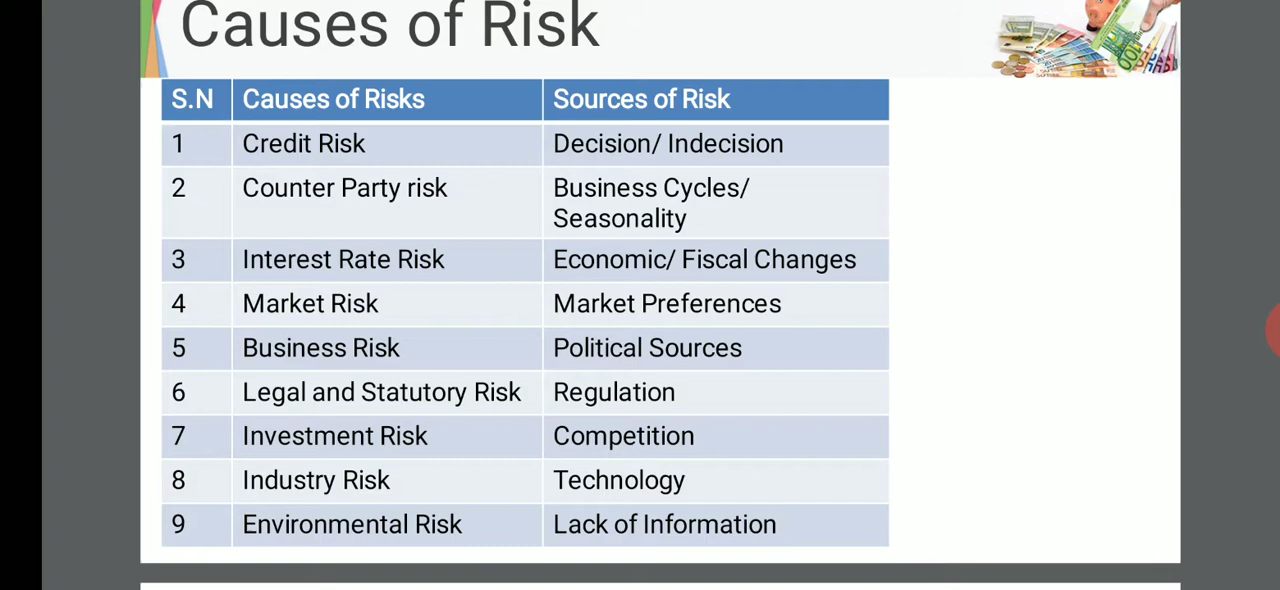 Causes of Risk
S.N Causes of Risks Sources of Risk
1 Credit Risk Decision/ Indecision
2 Counter Party risk Business Cycles/
Seasonality
3 Interest Rate Risk Economic/ Fiscal Changes
4 Market Risk Market Preferences
5 Business Risk Political Sources
6 Legal and Statutory Risk Regulation
7 Investment Risk Competition
8 Industry Risk Technology
9 Environmental Risk Lack of Information
100